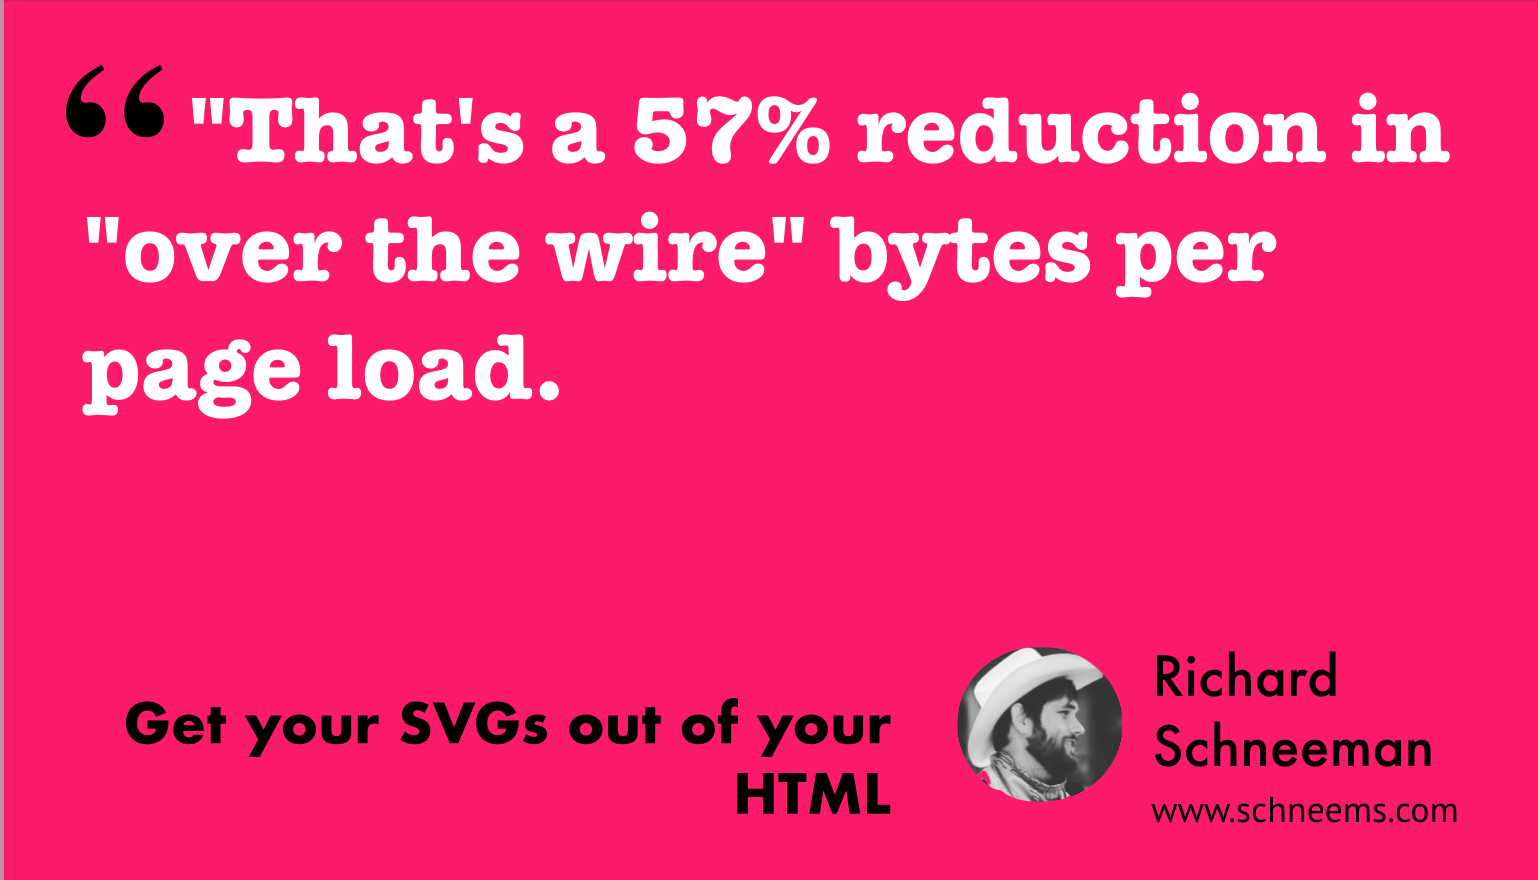 “ "That's a 57% reduction in
"over the wire" bytes per
page load.
Get your SVGs out of your
HTML
Richard
Schneeman
www.schneems.com